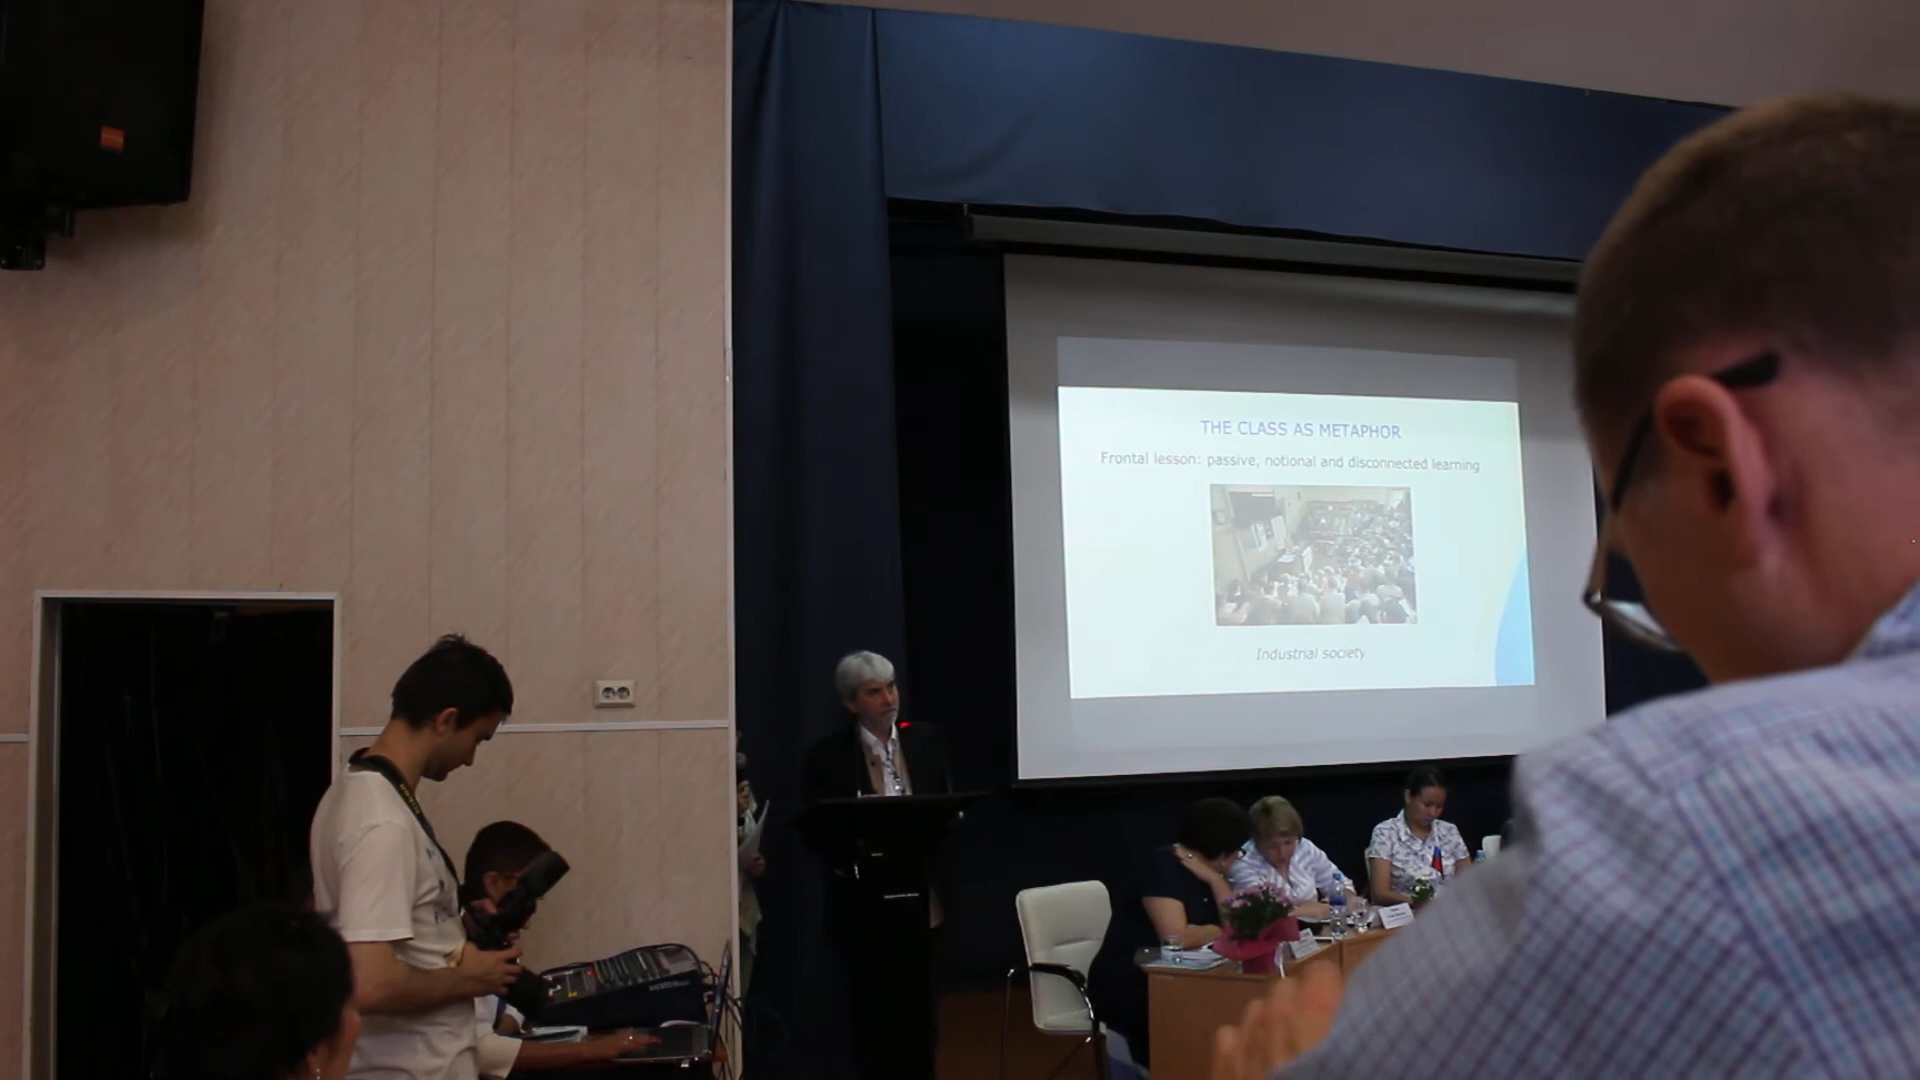 THE CLASS AS METAPHOR
Frontal lesson: passive, notional and disconnected learning
Industrial society